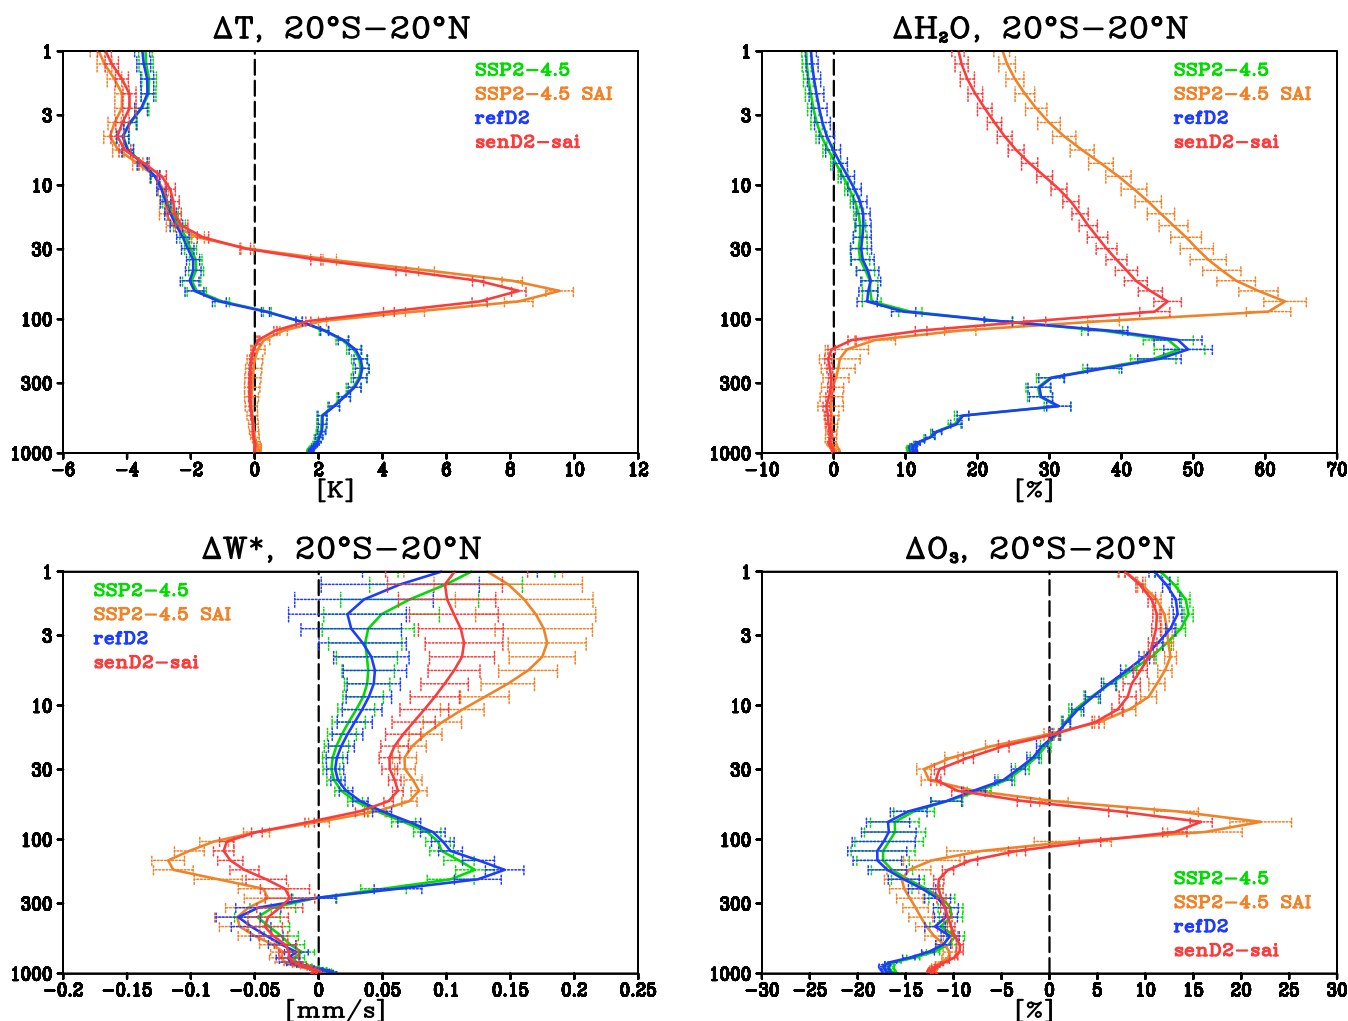 ΔT, 20°S−20°N
1
3
10
30
100
300
1000
-6 -4 -2 0 2 4 6 8 10 12
[K]
SSP2-4.5
SSP2-4.5 SAI
refD2
senD2-sai
ΔH₂O, 20°S−20°N
1
3
10
30
100
300
1000
-10 0 10 20 30 40 50 60 70
[%]
SSP2-4.5
SSP2-4.5 SAI
refD2
senD2-sai
ΔW*, 20°S−20°N
1
3
10
30
100
300
1000
-0.2 -0.15 -0.1 -0.05 0 0.05 0.1 0.15 0.2 0.25
[mm/s]
SSP2-4.5
SSP2-4.5 SAI
refD2
senD2-sai
ΔO₃, 20°S−20°N
1
3
10
30
100
300
1000
-30 -25 -20 -15 -10 -5 0 5 10 15 20 25 30
[%]
SSP2-4.5
SSP2-4.5 SAI
refD2
senD2-sai